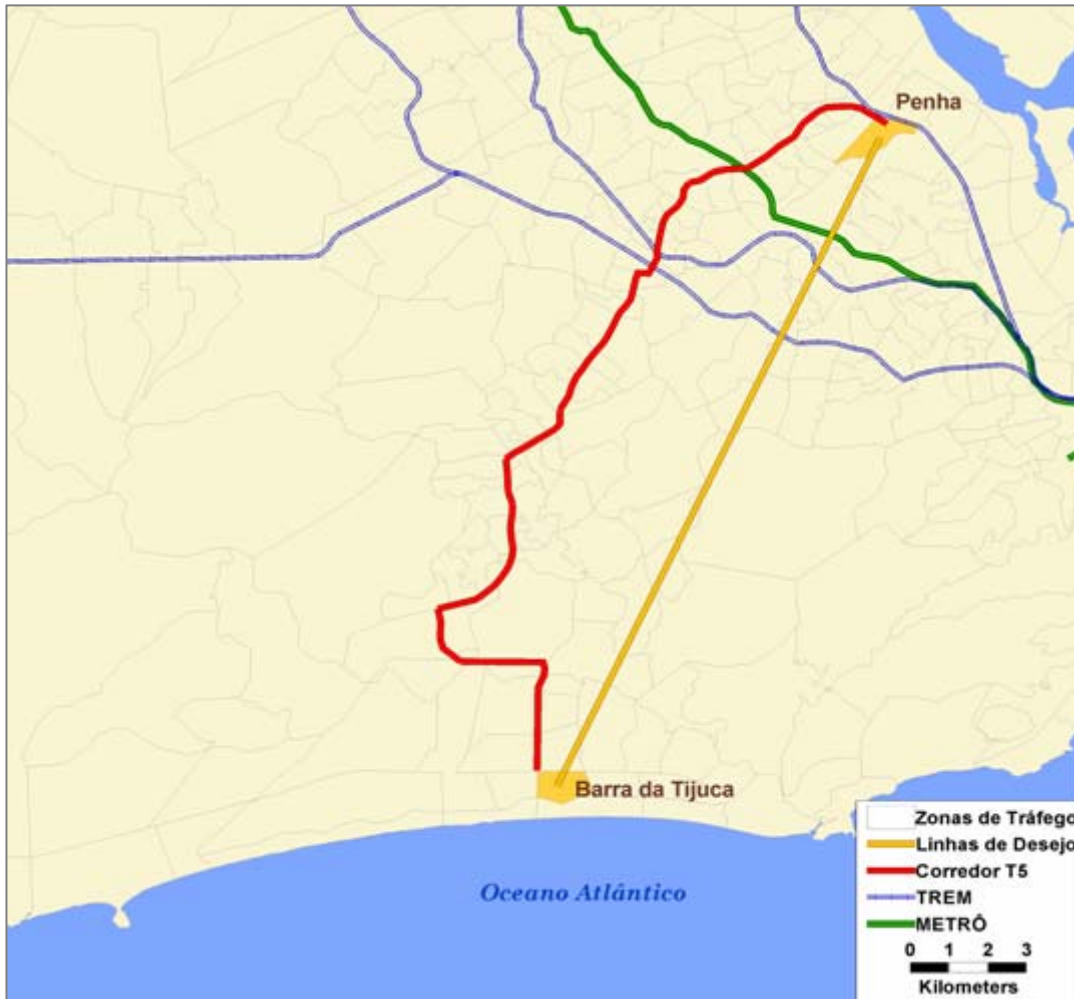 Penha
Barra da Tijuca
Oceano Atlântico
Zonas de Tráfego
Linhas de Desejo
Corredor T5
TREM
METRÔ
0 1 2 3
Kilometers